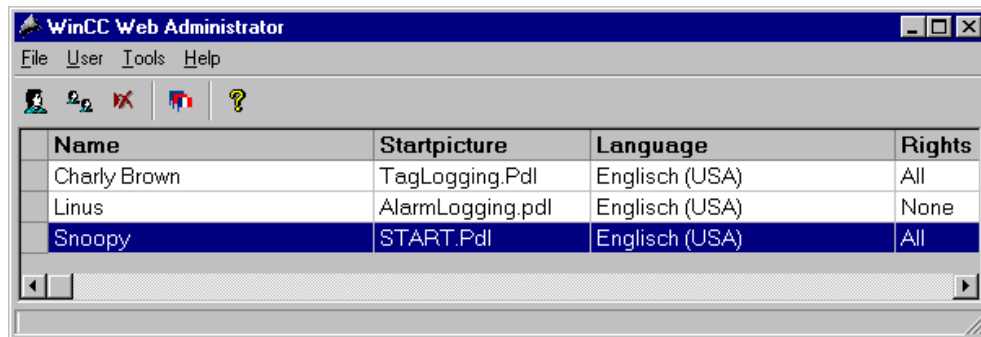 WinCC Web Administrator
File User Tools Help
Name Startpicture Language Rights
Charly Brown TagLogging.Pdl Englisch (USA) All
Linus AlarmLogging.pdl Englisch (USA) None
Snoopy START.Pdl Englisch (USA) All